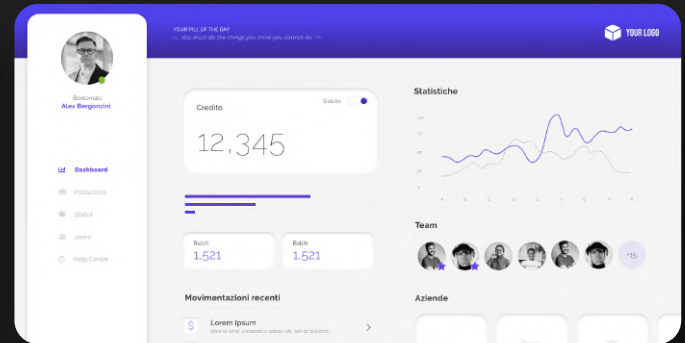 YOUR PILL OF THE DAY
You must do the things you think you cannot do
YOUR LOGO
Bentornato
Ales Bergonzini
Dashboard
Production
Wallet
Users
Help Center
Credito
Debito
12,345
Batch
1,521
Batch
1,521
Movimentazioni recenti
Lorem Ipsum
Statistiche
Team
+15
Aziende